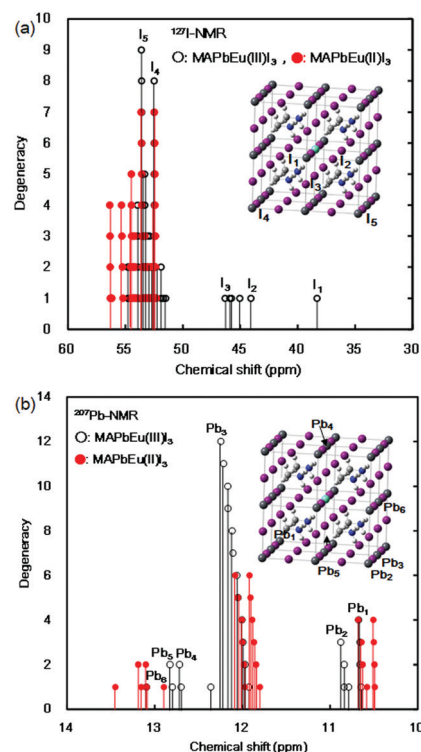 (a)
¹²⁷I-NMR
○: MAPbEu(III)I₃ , ●: MAPbEu(II)I₃
I₅
I₄
I₃
I₂
I₁
I₁
I₂
I₃
I₄
I₅
Degeneracy
9
8
7
6
5
4
3
2
1
0
60
55
50
45
40
35
30
Chemical shift (ppm)
(b)
²⁰⁷Pb-NMR
○: MAPbEu(III)I₃
●: MAPbEu(II)I₃
Pb₃
Pb₅
Pb₄
Pb₆
Pb₂
Pb₁
Pb₄
Pb₆
Pb₁
Pb₅
Pb₃
Pb₂
Degeneracy
14
12
10
8
6
4
2
0
14
13
12
11
10
Chemical shift (ppm)